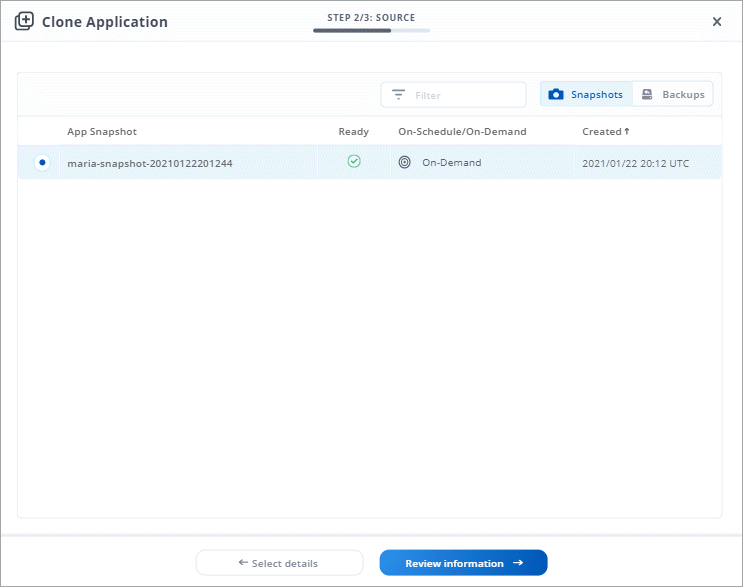 Clone Application
STEP 2/3: SOURCE
Filter
Snapshots
Backups
App Snapshot
Ready
On-Schedule/On-Demand
Created ↑
maria-snapshot-20210122201244
On-Demand
2021/01/22 20:12 UTC
← Select details
Review information →